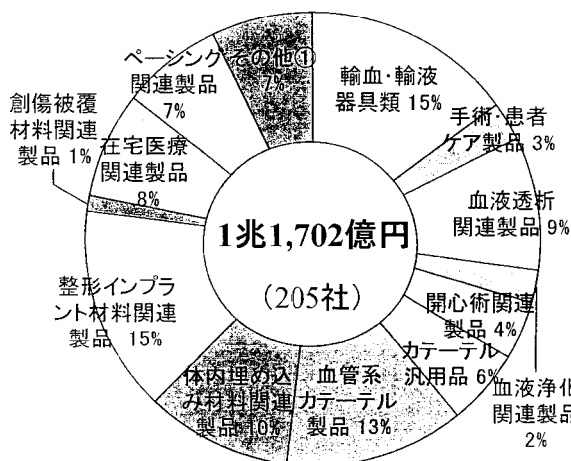 その他①
7%
輸血・輸液
器具類 15%
手術・患者
ケア製品 3%
血液透析
関連製品 9%
血液浄化
関連製品
2%
開心術関連
製品 4%
カテーテル
汎用品 6%
血管系
カテーテル
製品 13%
体内埋め込
み材料関連
製品 10%
整形インプラ
ント材料関連
製品 15%
創傷被覆
材料関連
製品 1%
在宅医療
関連製品
8%
ペーシング
関連製品
7%
1兆1,702億円
(205社)